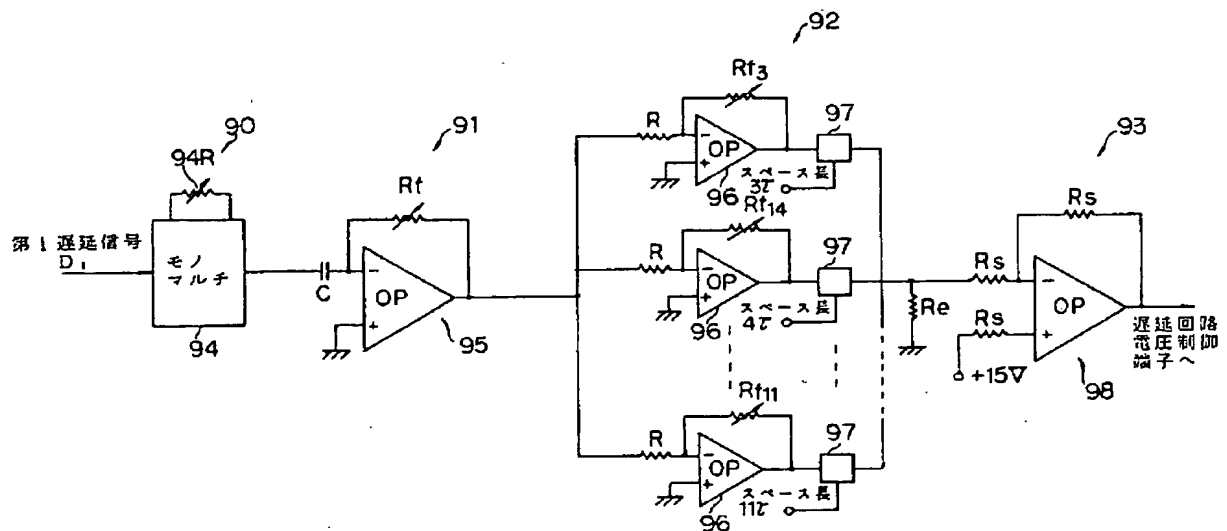 92
Rf3
97
90
91
R
OP
93
94R
Rf
96
スペース長
3τ
Rf14
Rs
第1遅延信号
D1
モノ
マルチ
C
OP
R
OP
97
Rs
96
スペース長
4τ
Re
Rs
OP
遅延回路
電圧制御
端子へ
94
95
+15V
98
Rf11
97
R
OP
96
スペース長
11τ